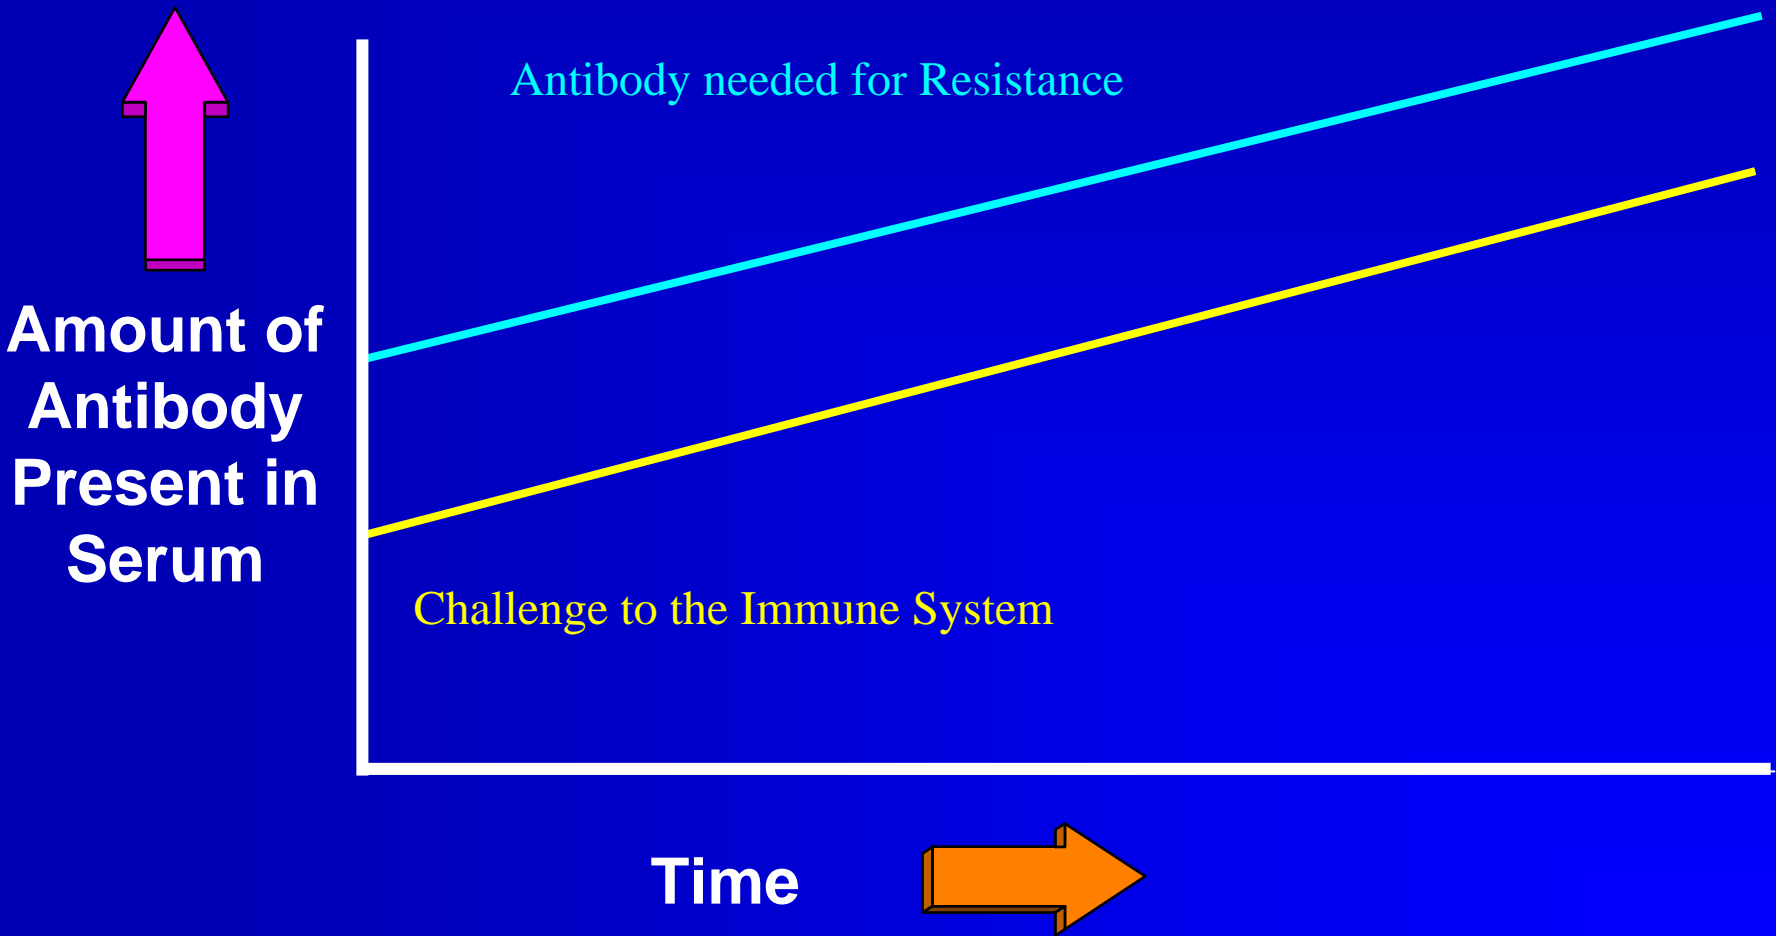 Antibody needed for Resistance
Amount of
Antibody
Present in
Serum
Challenge to the Immune System
Time